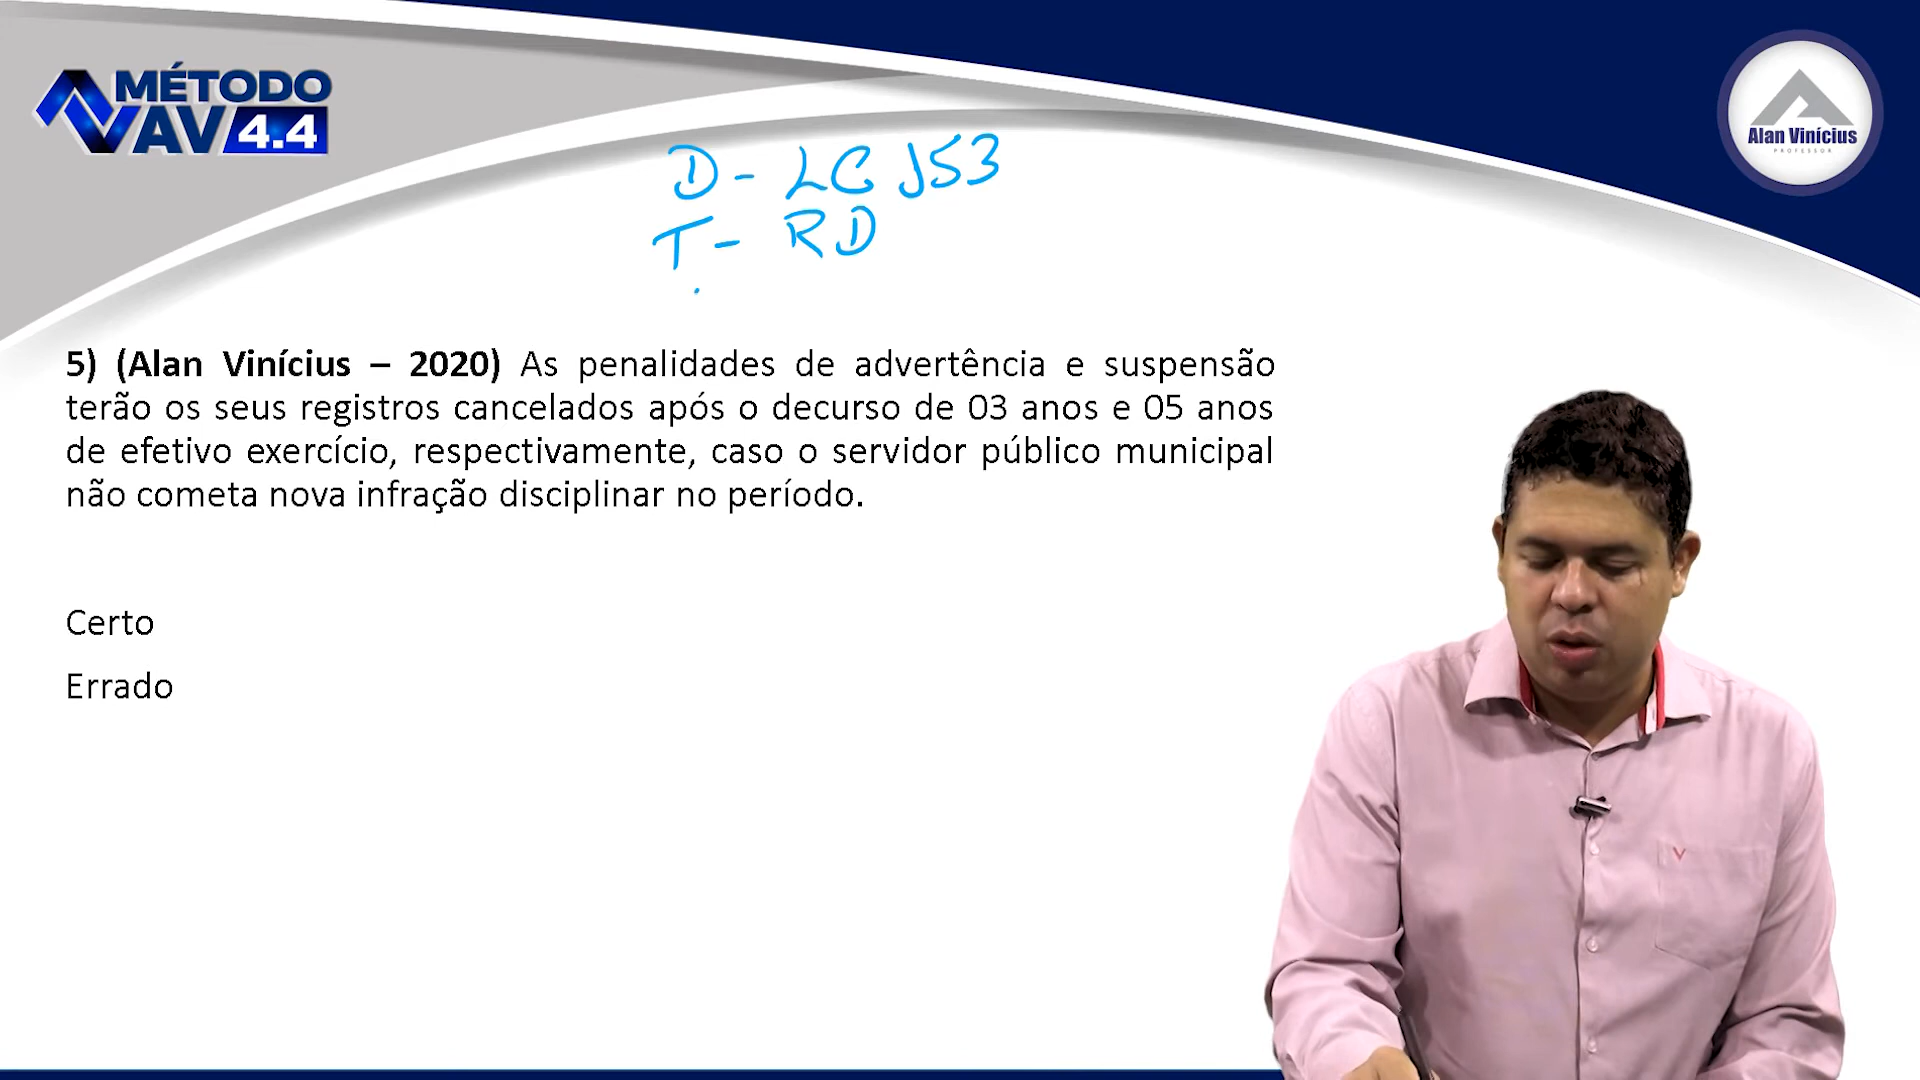 MÉTODO
AV 4.4
Alan Vinícius
PROFESSOR
D - LC 153
T - RD
5) (Alan Vinícius – 2020) As penalidades de advertência e suspensão
terão os seus registros cancelados após o decurso de 03 anos e 05 anos
de efetivo exercício, respectivamente, caso o servidor público municipal
não cometa nova infração disciplinar no período.
Certo
Errado